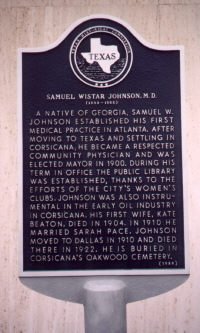 TEXAS
SAMUEL WISTAR JOHNSON, M.D.
A NATIVE OF GEORGIA, SAMUEL W.
JOHNSON ESTABLISHED HIS FIRST
MEDICAL PRACTICE IN ATLANTA. AFTER
MOVING TO TEXAS AND SETTLING IN
CORSICANA, HE BECAME A RESPECTED
COMMUNITY PHYSICIAN AND WAS
ELECTED MAYOR IN 1900. DURING HIS
TERM IN OFFICE THE PUBLIC LIBRARY
WAS ESTABLISHED, THANKS TO THE
EFFORTS OF THE CITY'S WOMEN'S
CLUBS. JOHNSON WAS ALSO INSTRU-
MENTAL IN THE EARLY OIL INDUSTRY
IN CORSICANA. HIS FIRST WIFE, KATE
BEATON, DIED IN 1904. IN 1910 HE
MARRIED SARAH PACE. JOHNSON
MOVED TO DALLAS IN 1910 AND DIED
THERE IN 1922. HE IS BURIED IN
CORSICANA'S OAKWOOD CEMETERY.